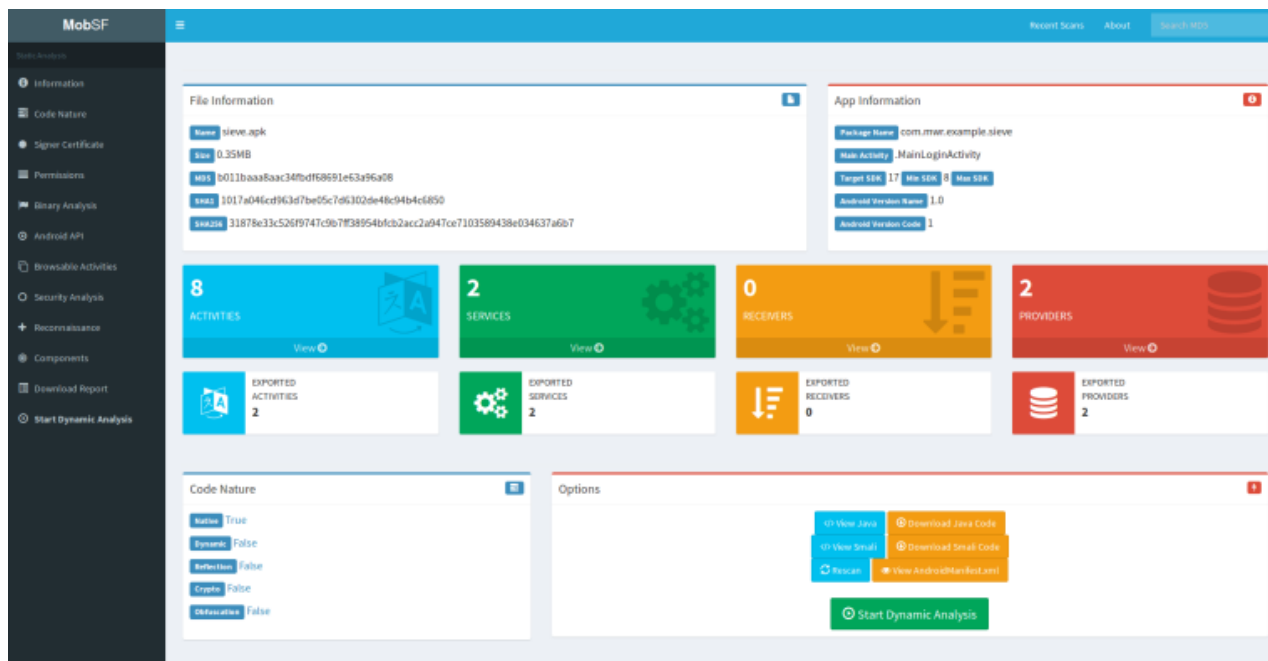 MobSF
Recent Scans About Search MD5
Static Analysis
Information
Code Nature
Signer Certificate
Permissions
Binary Analysis
Android API
Browsable Activities
Security Analysis
Reconnaissance
Components
Download Report
Start Dynamic Analysis
File Information
Name sieve.apk
Size 0.35MB
MD5 b011baaa8aac34fbdf68691e63a96a08
SHA1 1017a046cd963d7be05c7d6302de48c94b4c6850
SHA256 31878e33c526f9747c9b7ff38954bfcb2acc2a947ce7103589438e034637a6b7
App Information
Package Name com.mwr.example.sieve
Main Activity .MainLoginActivity
Target SDK 17 Min SDK 8 Max SDK
Android Version Name 1.0
Android Version Code 1
8
ACTIVITIES
View
2
SERVICES
View
0
RECEIVERS
View
2
PROVIDERS
View
EXPORTED
ACTIVITIES
2
EXPORTED
SERVICES
2
EXPORTED
RECEIVERS
0
EXPORTED
PROVIDERS
2
Code Nature
Native True
Dynamic False
Reflection False
Crypto False
Obfuscation False
Options
</> View Java Download Java Code
</> View Smali Download Smali Code
Rescan View AndroidManifest.xml
Start Dynamic Analysis